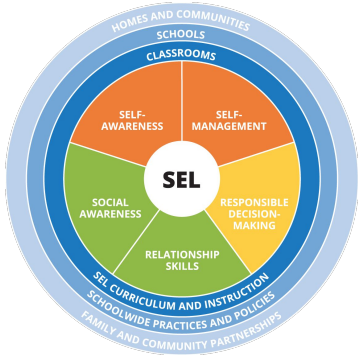 HOMES AND COMMUNITIES
SCHOOLS
CLASSROOMS
SELF-
AWARENESS
SELF-
MANAGEMENT
SEL
SOCIAL
AWARENESS
RESPONSIBLE
DECISION-
MAKING
RELATIONSHIP
SKILLS
SEL CURRICULUM AND INSTRUCTION
SCHOOLWIDE PRACTICES AND POLICIES
FAMILY AND COMMUNITY PARTNERSHIPS